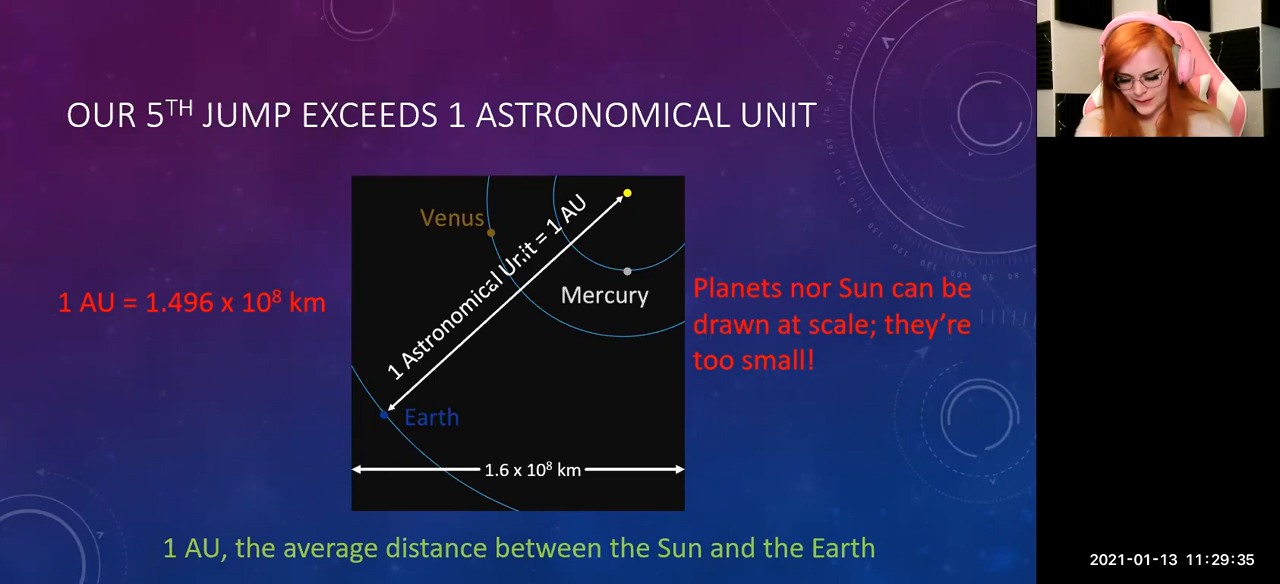 OUR 5TH JUMP EXCEEDS 1 ASTRONOMICAL UNIT
Venus
1 Astronomical Unit = 1 AU
Mercury
1 AU = 1.496 x 10⁸ km
Planets nor Sun can be
drawn at scale; they’re
too small!
Earth
1.6 x 10⁸ km
1 AU, the average distance between the Sun and the Earth
2021-01-13 11:29:35